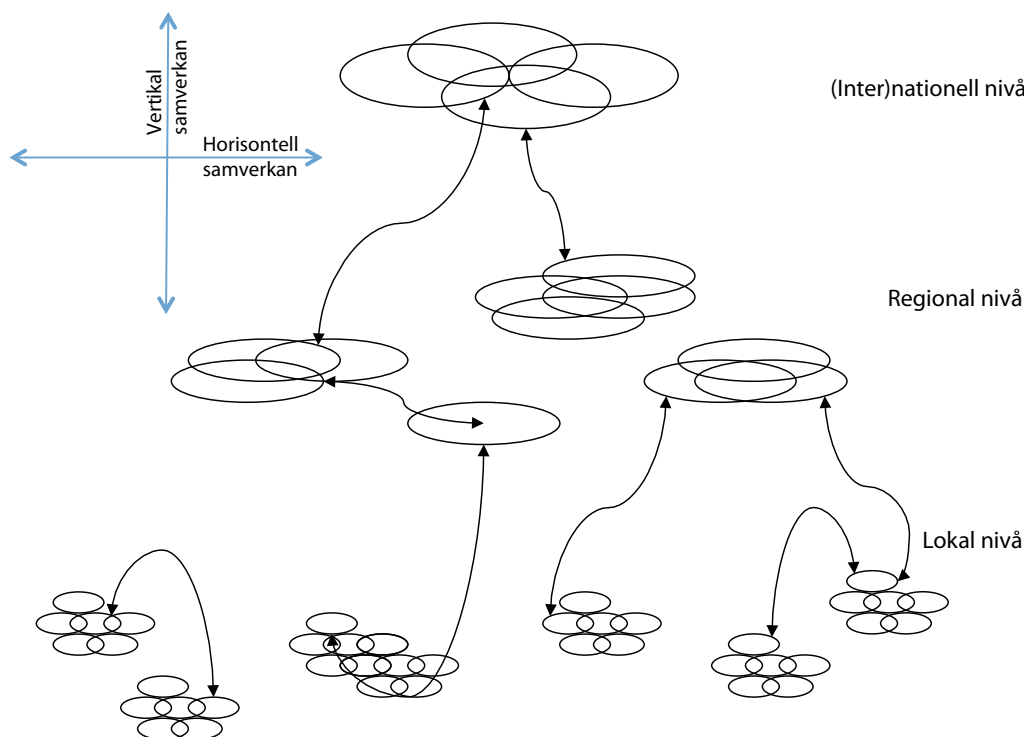 Vertikal
samverkan
Horisontell
samverkan
(Inter)nationell nivå
Regional nivå
Lokal nivå